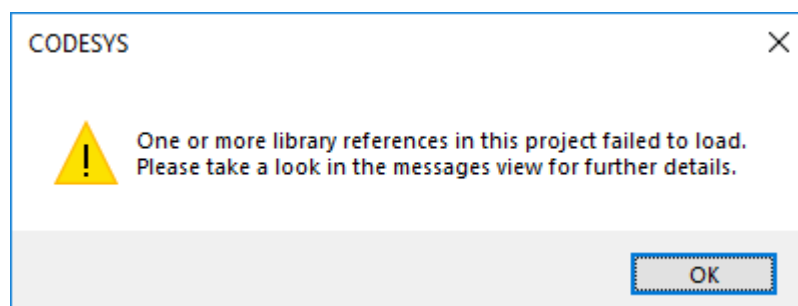 CODESYS
One or more library references in this project failed to load.
Please take a look in the messages view for further details.
OK